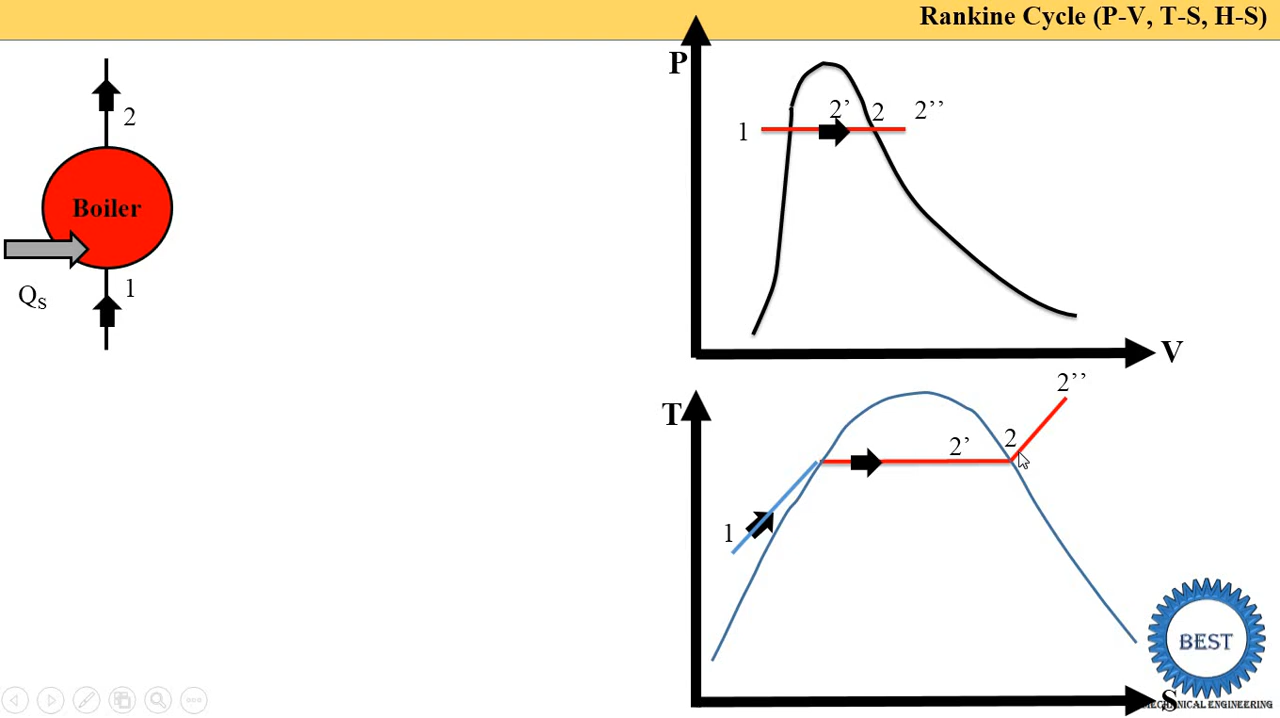 Rankine Cycle (P-V, T-S, H-S)
2
Boiler
Qs
1
P
1
2’ 2 2’’
V
T
1
2’
2
2’’
S
BEST
MECHANICAL ENGINEERING